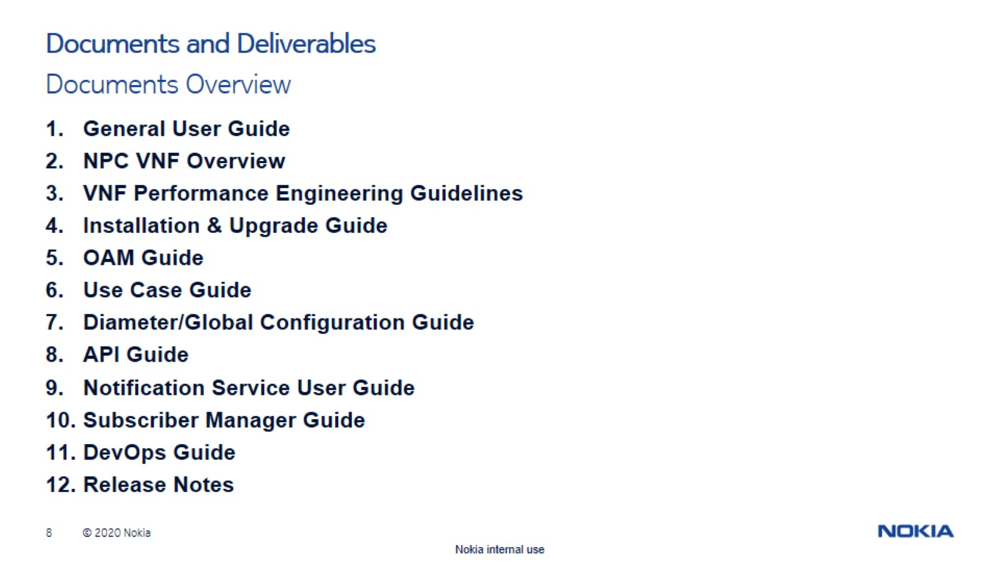 Documents and Deliverables
Documents Overview
1. General User Guide
2. NPC VNF Overview
3. VNF Performance Engineering Guidelines
4. Installation & Upgrade Guide
5. OAM Guide
6. Use Case Guide
7. Diameter/Global Configuration Guide
8. API Guide
9. Notification Service User Guide
10. Subscriber Manager Guide
11. DevOps Guide
12. Release Notes
8 © 2020 Nokia
NOKIA
Nokia internal use